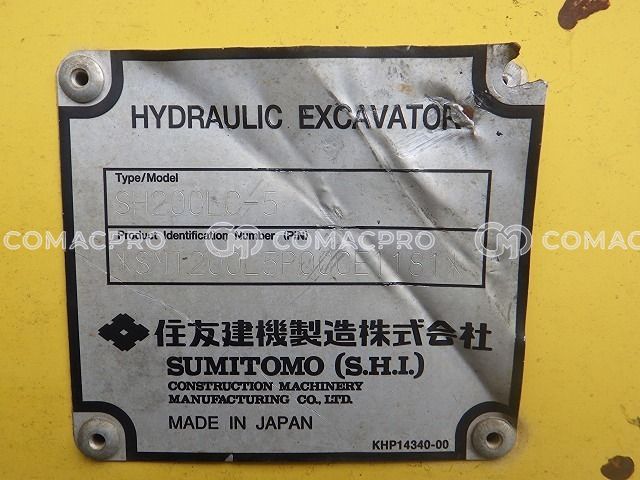 HYDRAULIC EXCAVATOR
Type/Model
SH200LC-5
COMACPRO COMACPRO COMACPRO
Product Identification Number (PIN)
住友建機製造株式会社
SUMITOMO (S.H.I.)
CONSTRUCTION MACHINERY
MANUFACTURING CO., LTD.
MADE IN JAPAN
KHP14340-00